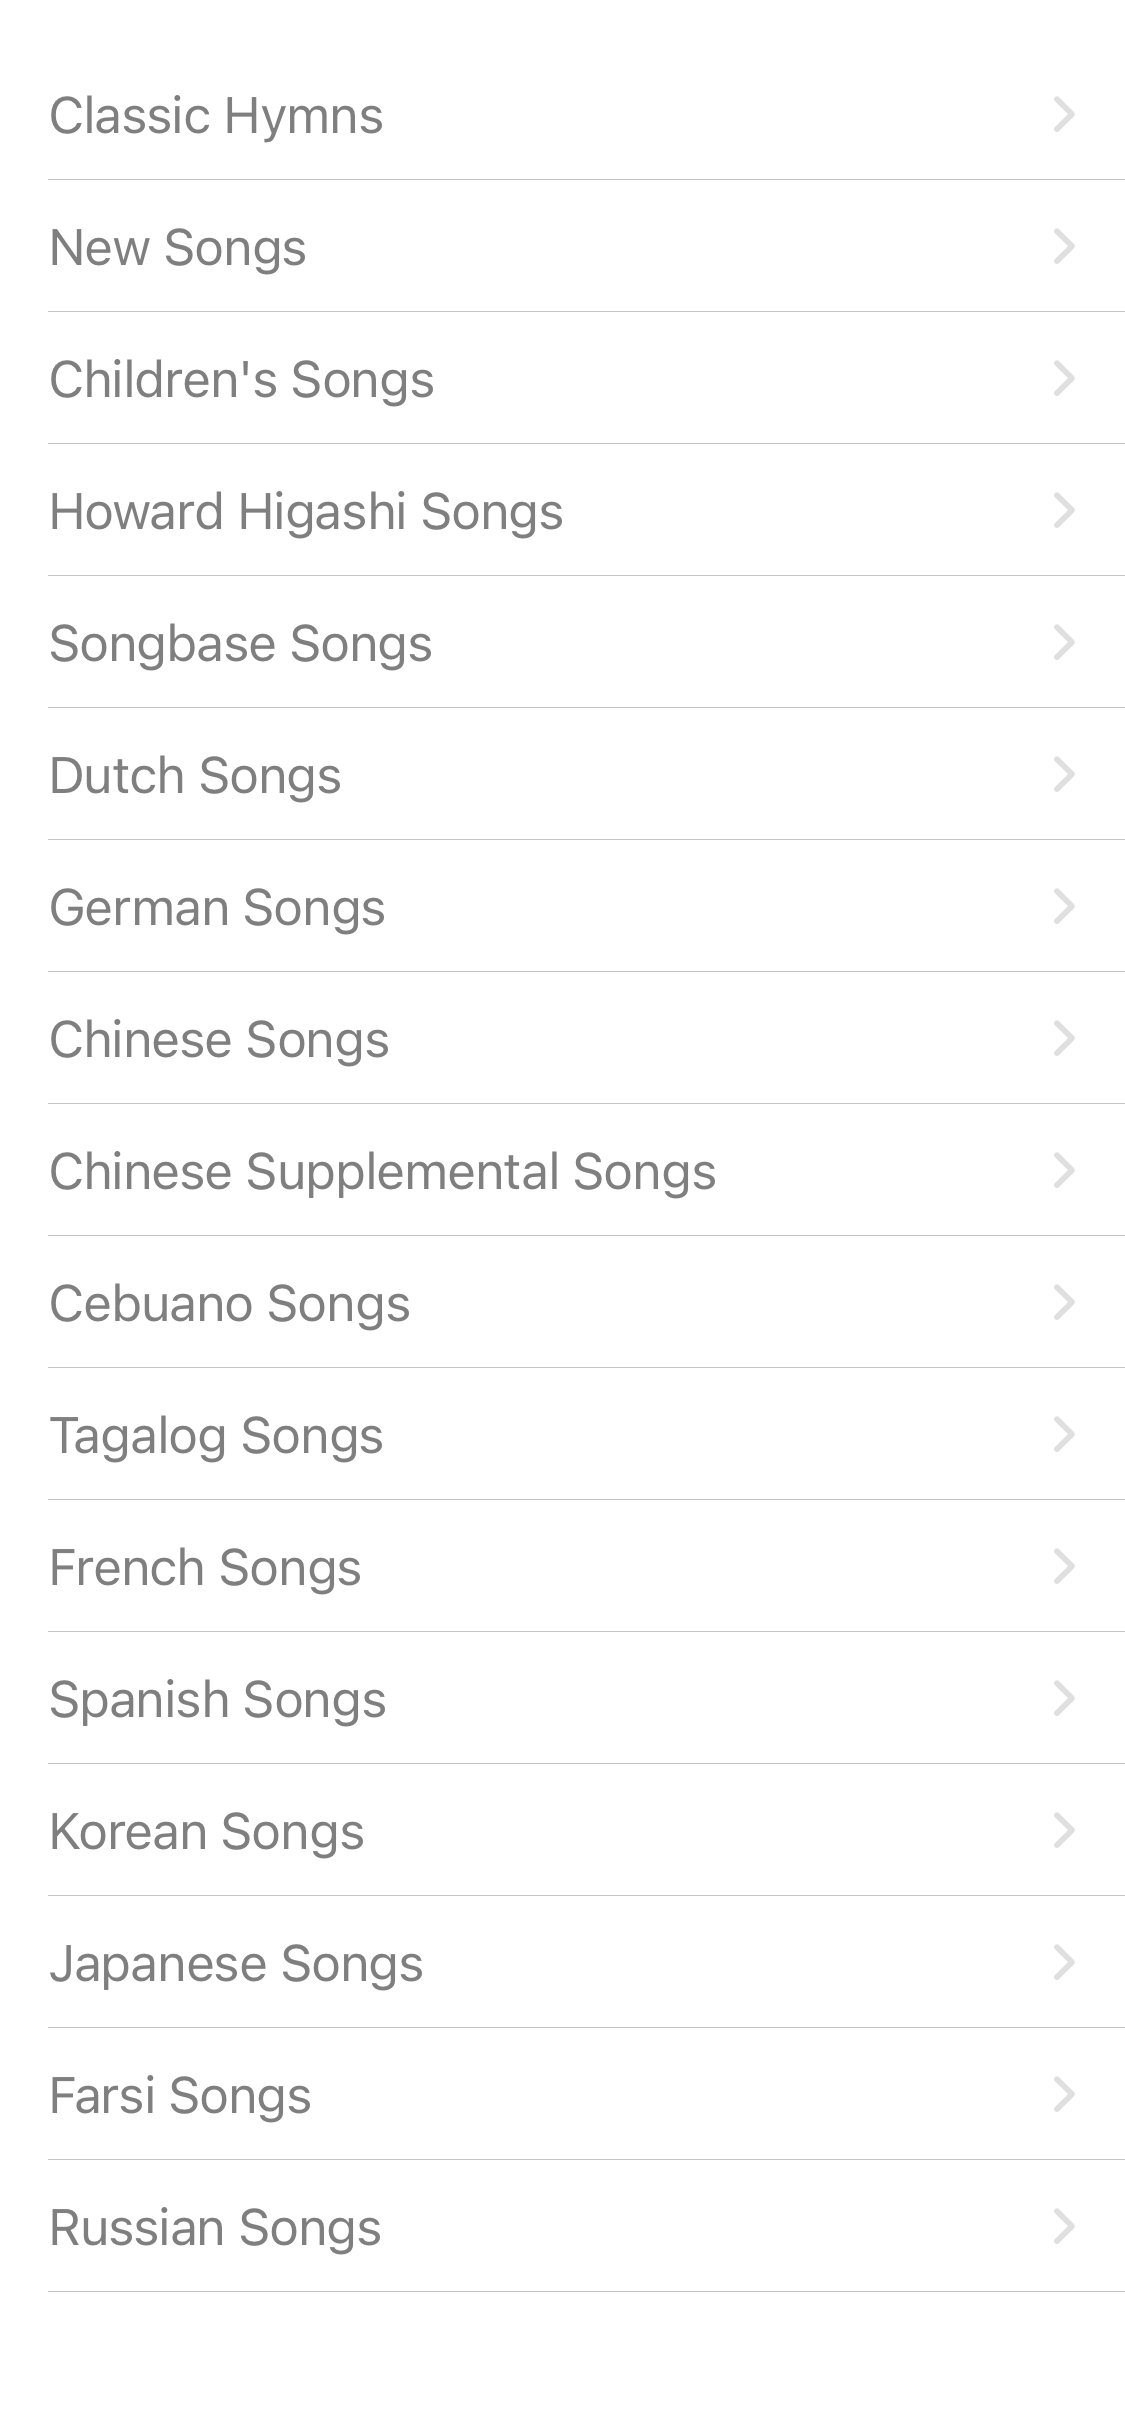 Classic Hymns
New Songs
Children's Songs
Howard Higashi Songs
Songbase Songs
Dutch Songs
German Songs
Chinese Songs
Chinese Supplemental Songs
Cebuano Songs
Tagalog Songs
French Songs
Spanish Songs
Korean Songs
Japanese Songs
Farsi Songs
Russian Songs